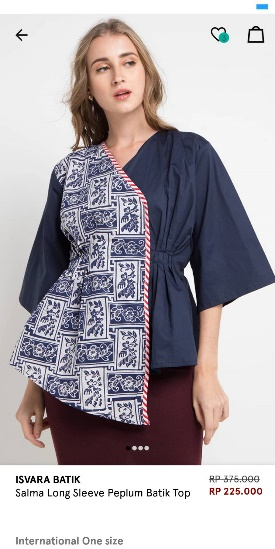 ISVARA BATIK
RP 375.000
Salma Long Sleeve Peplum Batik Top
RP 225.000
International One size